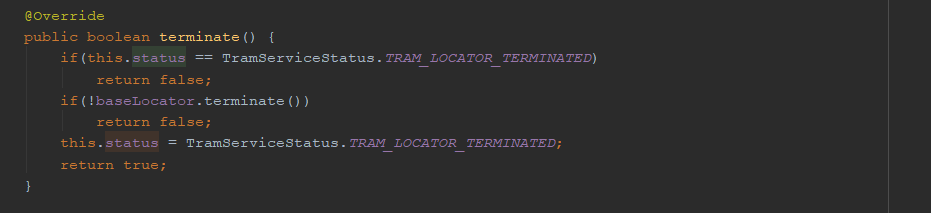 @Override
public boolean terminate() {
    if(this.status == TramServiceStatus.TRAM_LOCATOR_TERMINATED)
        return false;
    if(!baseLocator.terminate())
        return false;
    this.status = TramServiceStatus.TRAM_LOCATOR_TERMINATED;
    return true;
}